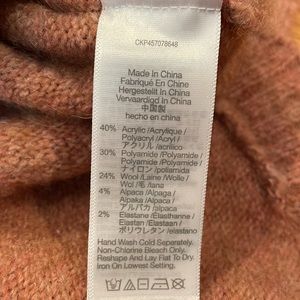 CKP457078648
Made In China
Fabriqué En Chine
Hergestellt In China
Vervaardigd In China
中国製
hecho en china
40% Acrylic /Acrylique /
Polyacryl /Acryl /
アクリル /acrílico
30% Polyamide /Polyamide /
Polyamid /Polyamide /
ナイロン /poliamida
24% Wool /Laine /Wolle /
Wol /毛 /lana
4% Alpaca /Alpaga /
Alpaka /Alpaca /
アルパカ /alpaca
2% Elastane /Élasthanne /
Elastan /Elastaan /
ポリウレタン /elastano
Hand Wash Cold Separately.
Non-Chlorine Bleach Only.
Reshape And Lay Flat To Dry.
Iron On Lowest Setting.